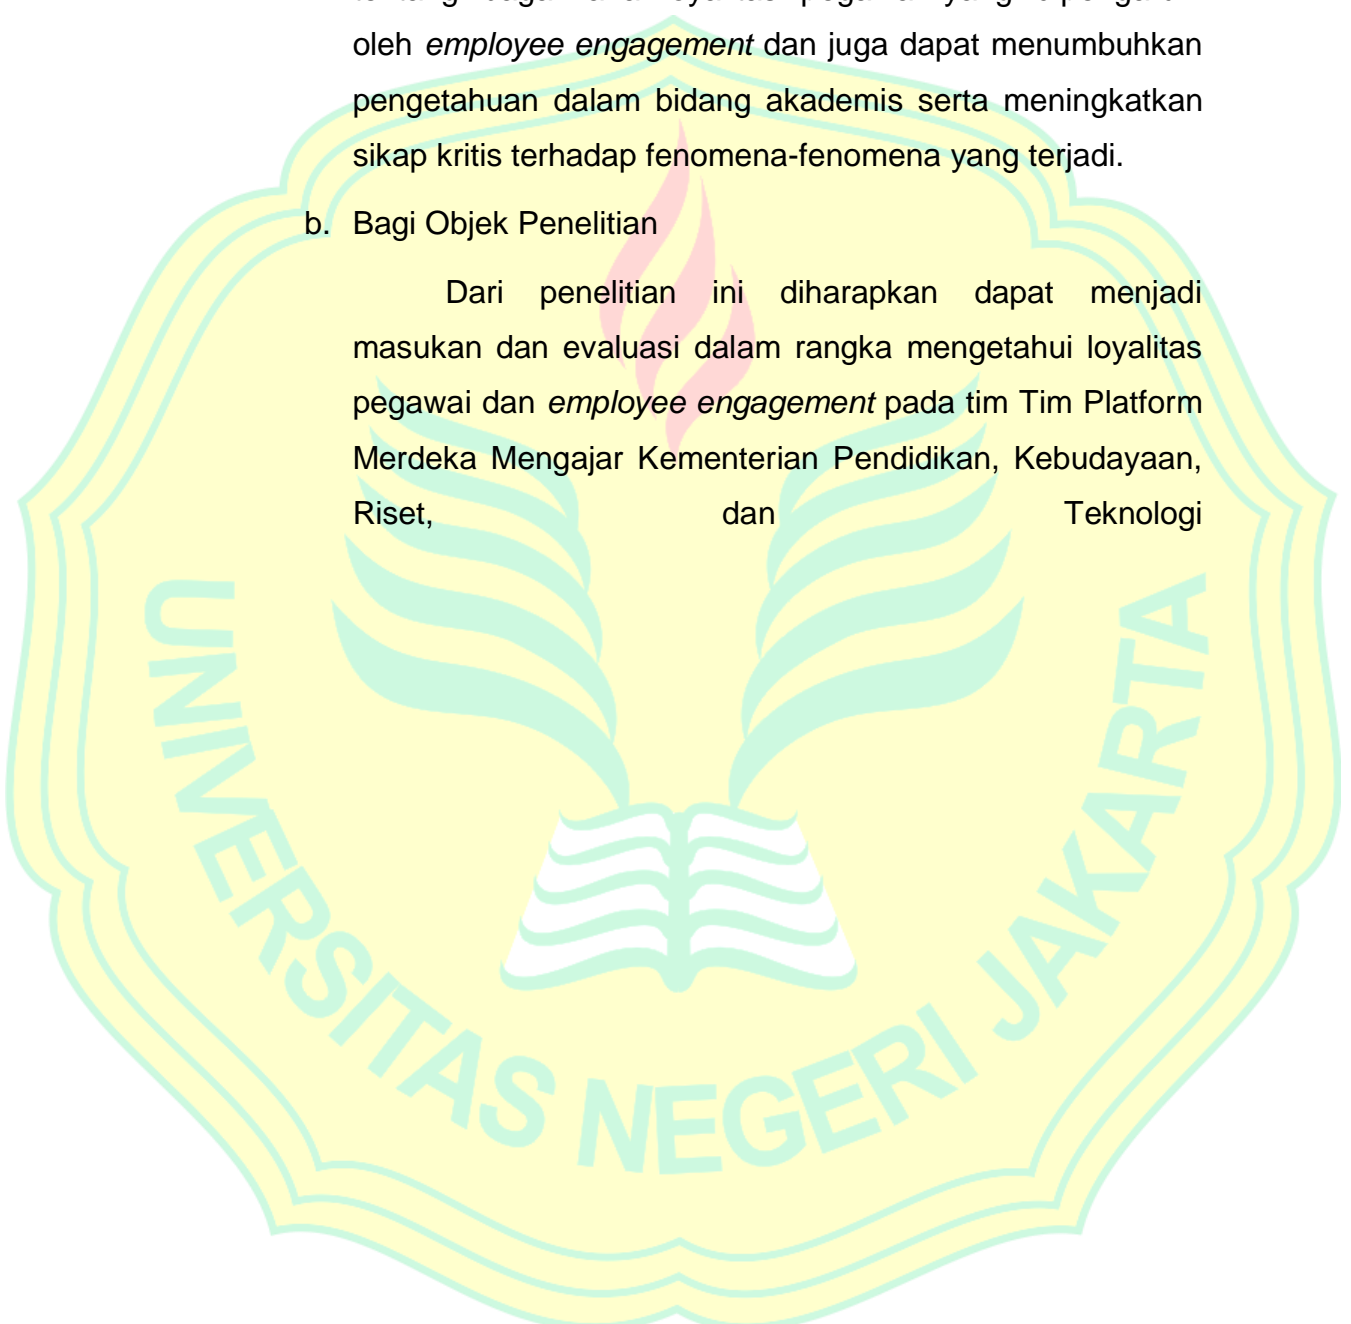 oleh employee engagement dan juga dapat menumbuhkan
pengetahuan dalam bidang akademis serta meningkatkan
sikap kritis terhadap fenomena-fenomena yang terjadi.
b. Bagi Objek Penelitian
Dari penelitian ini diharapkan dapat menjadi
masukan dan evaluasi dalam rangka mengetahui loyalitas
pegawai dan employee engagement pada tim Tim Platform
Merdeka Mengajar Kementerian Pendidikan, Kebudayaan,
Riset, dan Teknologi
UNIVERSITAS NEGERI JAKARTA